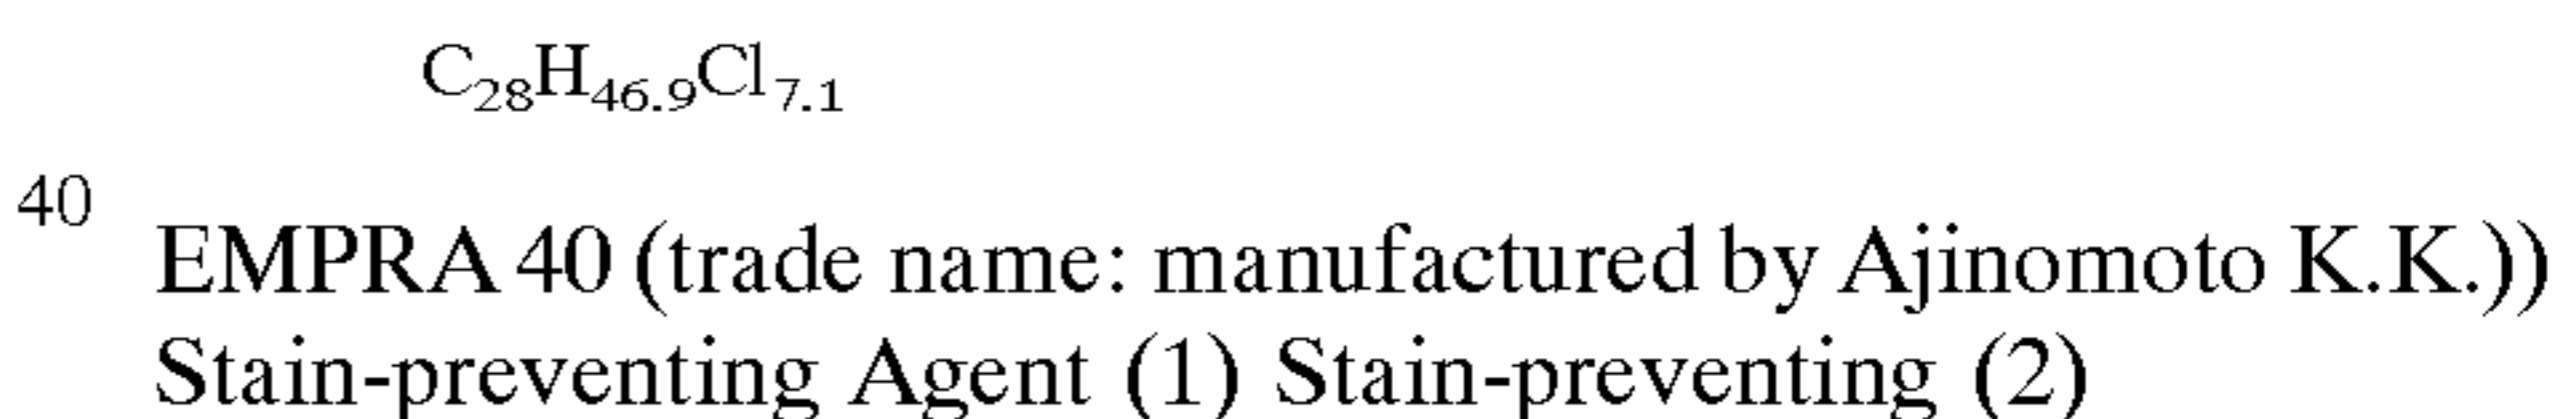 C₂₈H₄₆.₉Cl₇.₁
40
EMPRA 40 (trade name: manufactured by Ajinomoto K.K.))
Stain-preventing Agent (1) Stain-preventing (2)